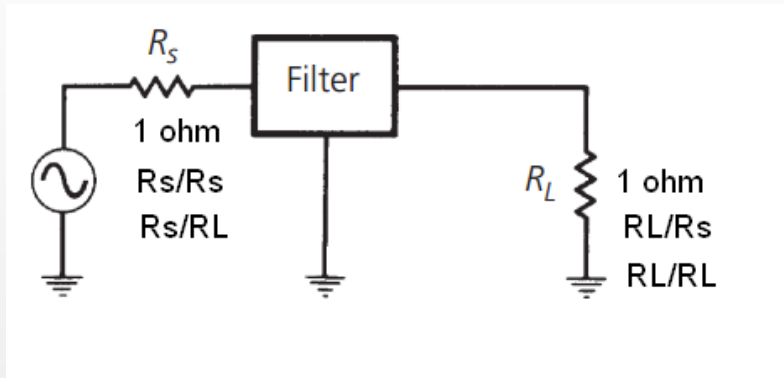 Rs
Filter
1 ohm
Rs/Rs
Rs/RL
RL
1 ohm
RL/Rs
RL/RL